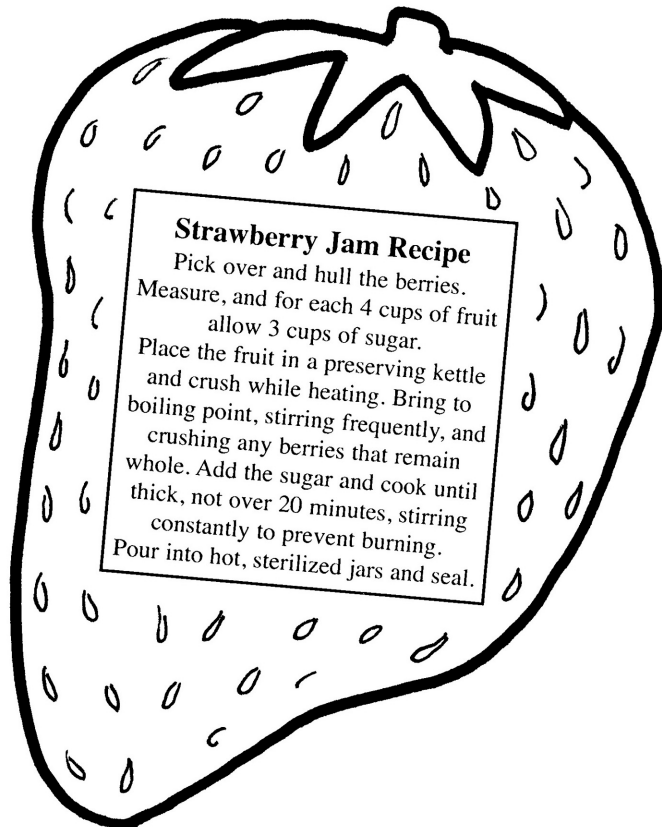 Strawberry Jam Recipe
Pick over and hull the berries.
Measure, and for each 4 cups of fruit
allow 3 cups of sugar.
Place the fruit in a preserving kettle
and crush while heating. Bring to
boiling point, stirring frequently, and
crushing any berries that remain
whole. Add the sugar and cook until
thick, not over 20 minutes, stirring
constantly to prevent burning.
Pour into hot, sterilized jars and seal.